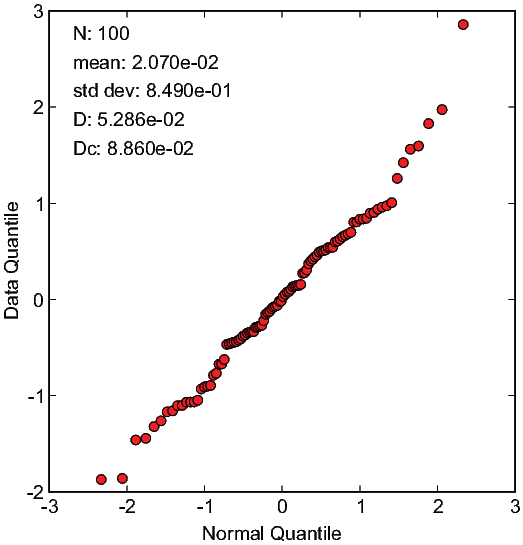 N: 100
mean: 2.070e-02
std dev: 8.490e-01
D: 5.286e-02
Dc: 8.860e-02
3
2
1
0
-1
-2
Data Quantile
-3 -2 -1 0 1 2 3
Normal Quantile